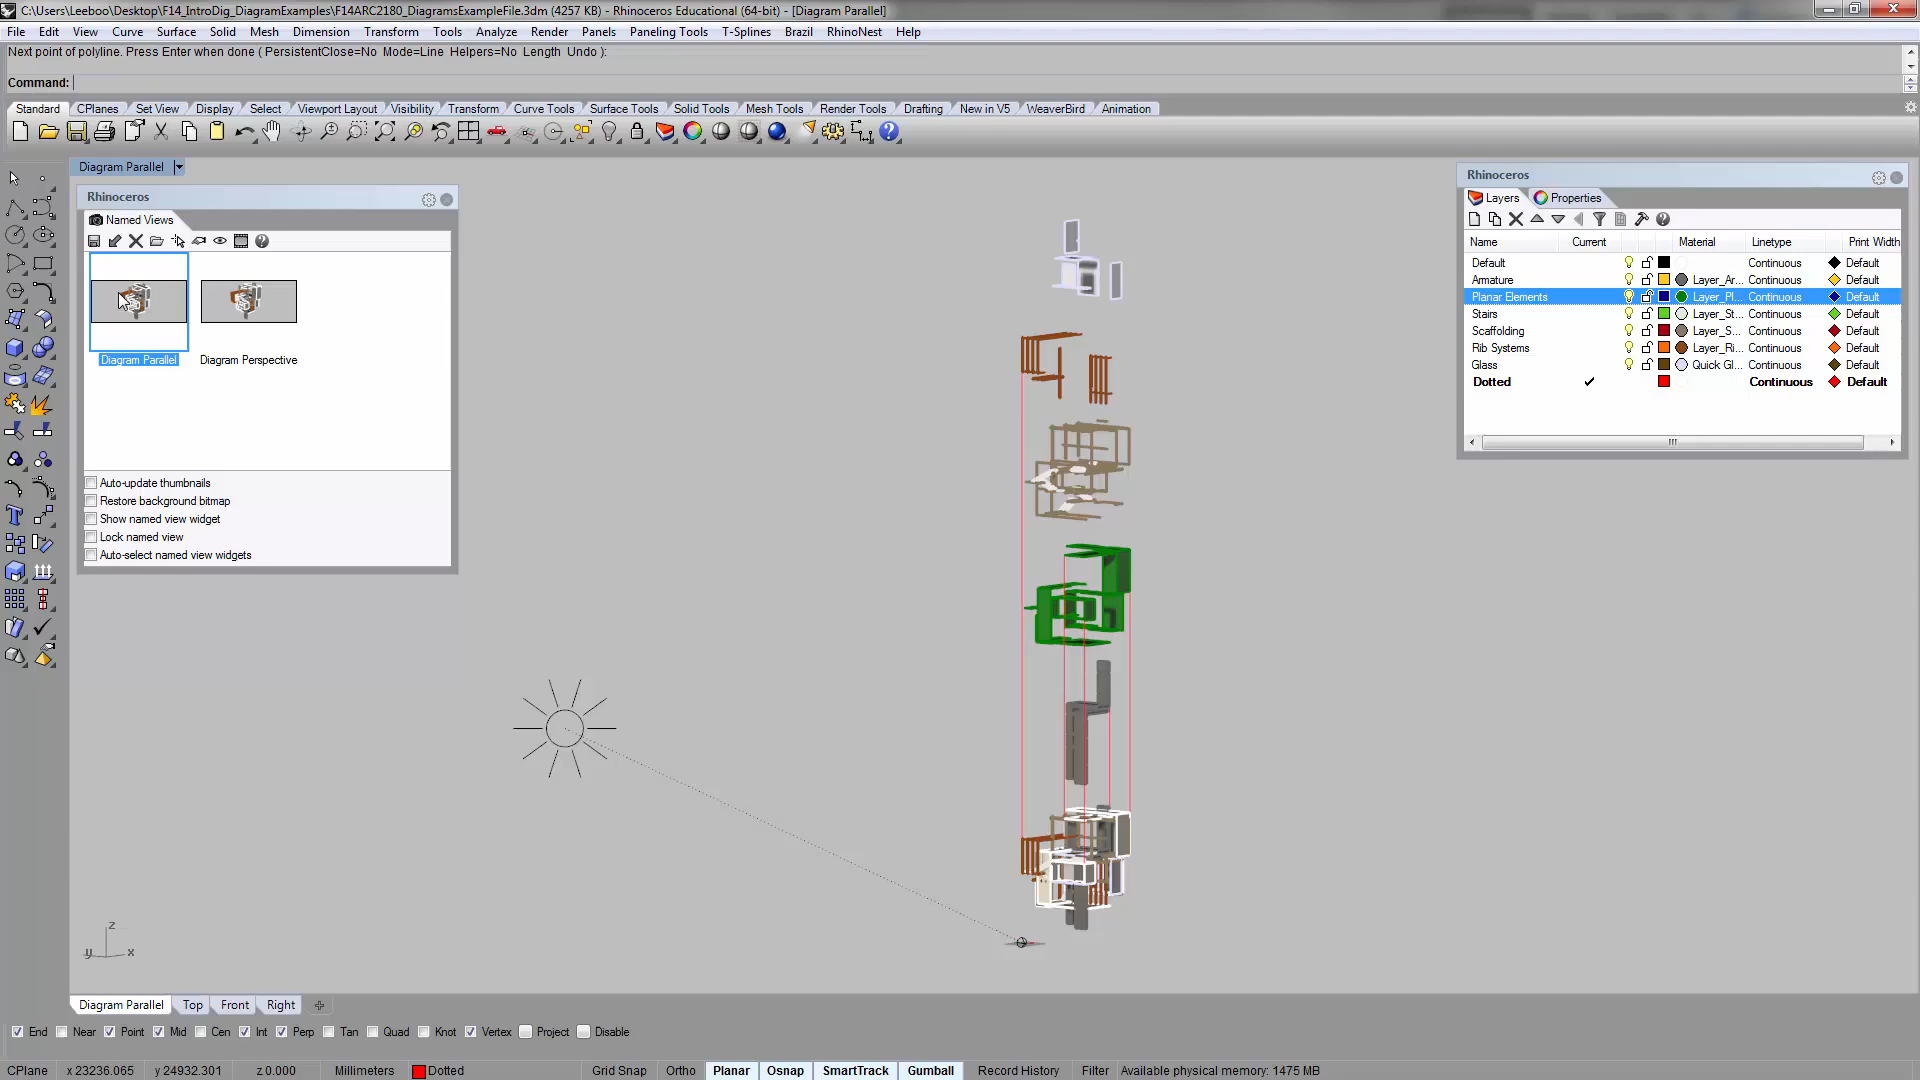 C:\Users\Leeboo\Desktop\F14_IntroDig_DiagramExamples\F14ARC2180_DiagramsExampleFile.3dm (4257 KB) - Rhinoceros Educational (64-bit) - [Diagram Parallel]
File Edit View Curve Surface Solid Mesh Dimension Transform Tools Analyze Render Panels Paneling Tools T-Splines Brazil RhinoNest Help
Next point of polyline. Press Enter when done ( PersistentClose=No Mode=Line Helpers=No Length Undo ):
Command:
Standard CPlanes Set View Display Select Viewport Layout Visibility Transform Curve Tools Surface Tools Solid Tools Mesh Tools Render Tools Drafting New in V5 WeaverBird Animation
Diagram Parallel
Rhinoceros
Named Views
Diagram Parallel Diagram Perspective
Auto-update thumbnails
Restore background bitmap
Show named view widget
Lock named view
Auto-select named view widgets
Rhinoceros
Layers Properties
Name Current Material Linetype Print Width
Default Continuous Default
Armature Layer_Ar... Continuous Default
Planar Elements Layer_Pl... Continuous Default
Stairs Layer_St... Continuous Default
Scaffolding Layer_S... Continuous Default
Rib Systems Layer_Ri... Continuous Default
Glass Quick Gl... Continuous Default
Dotted Continuous Default
z
y x
Diagram Parallel Top Front Right
End Near Point Mid Cen Int Perp Tan Quad Knot Vertex Project Disable
CPlane x 23236.065 y 24932.301 z 0.000 Millimeters Dotted Grid Snap Ortho Planar Osnap SmartTrack Gumball Record History Filter Available physical memory: 1475 MB